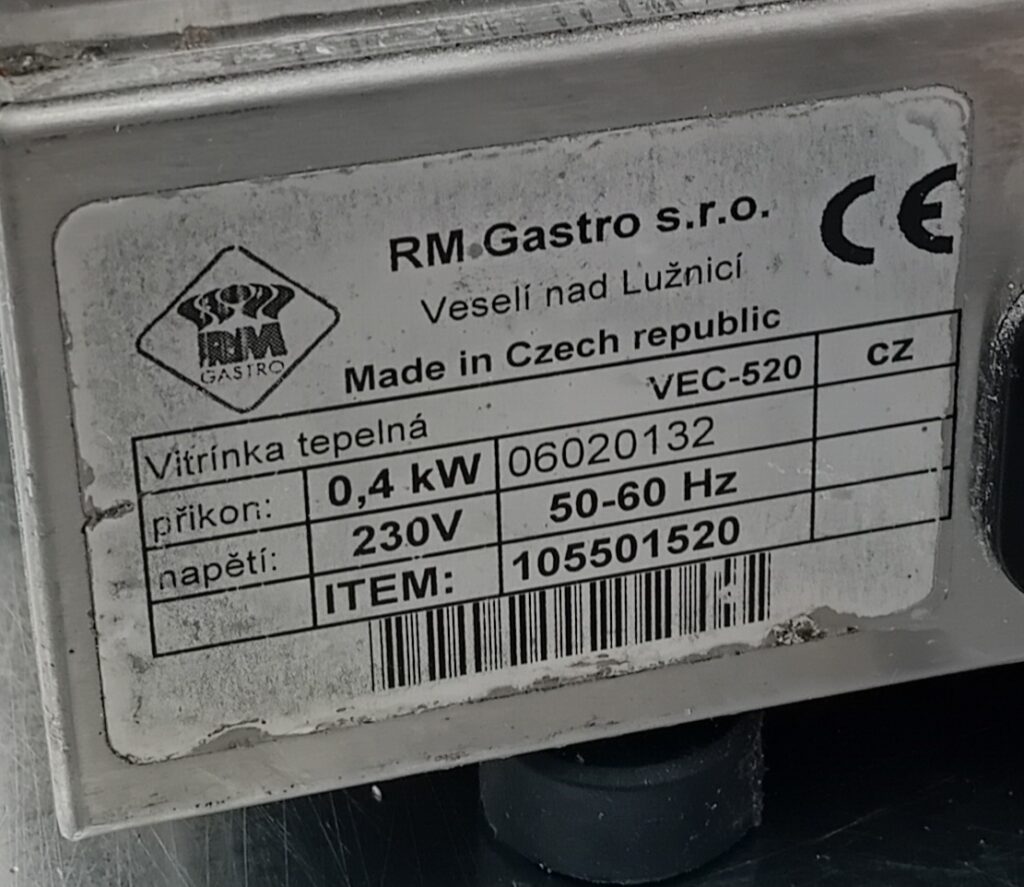 RM Gastro s.r.o.
CE
Veselí nad Lužnicí
Made in Czech republic
RM
GASTRO
Vitrínka tepelná VEC-520 CZ
příkon: 0,4 kW 06020132
napětí: 230V 50-60 Hz
ITEM: 105501520